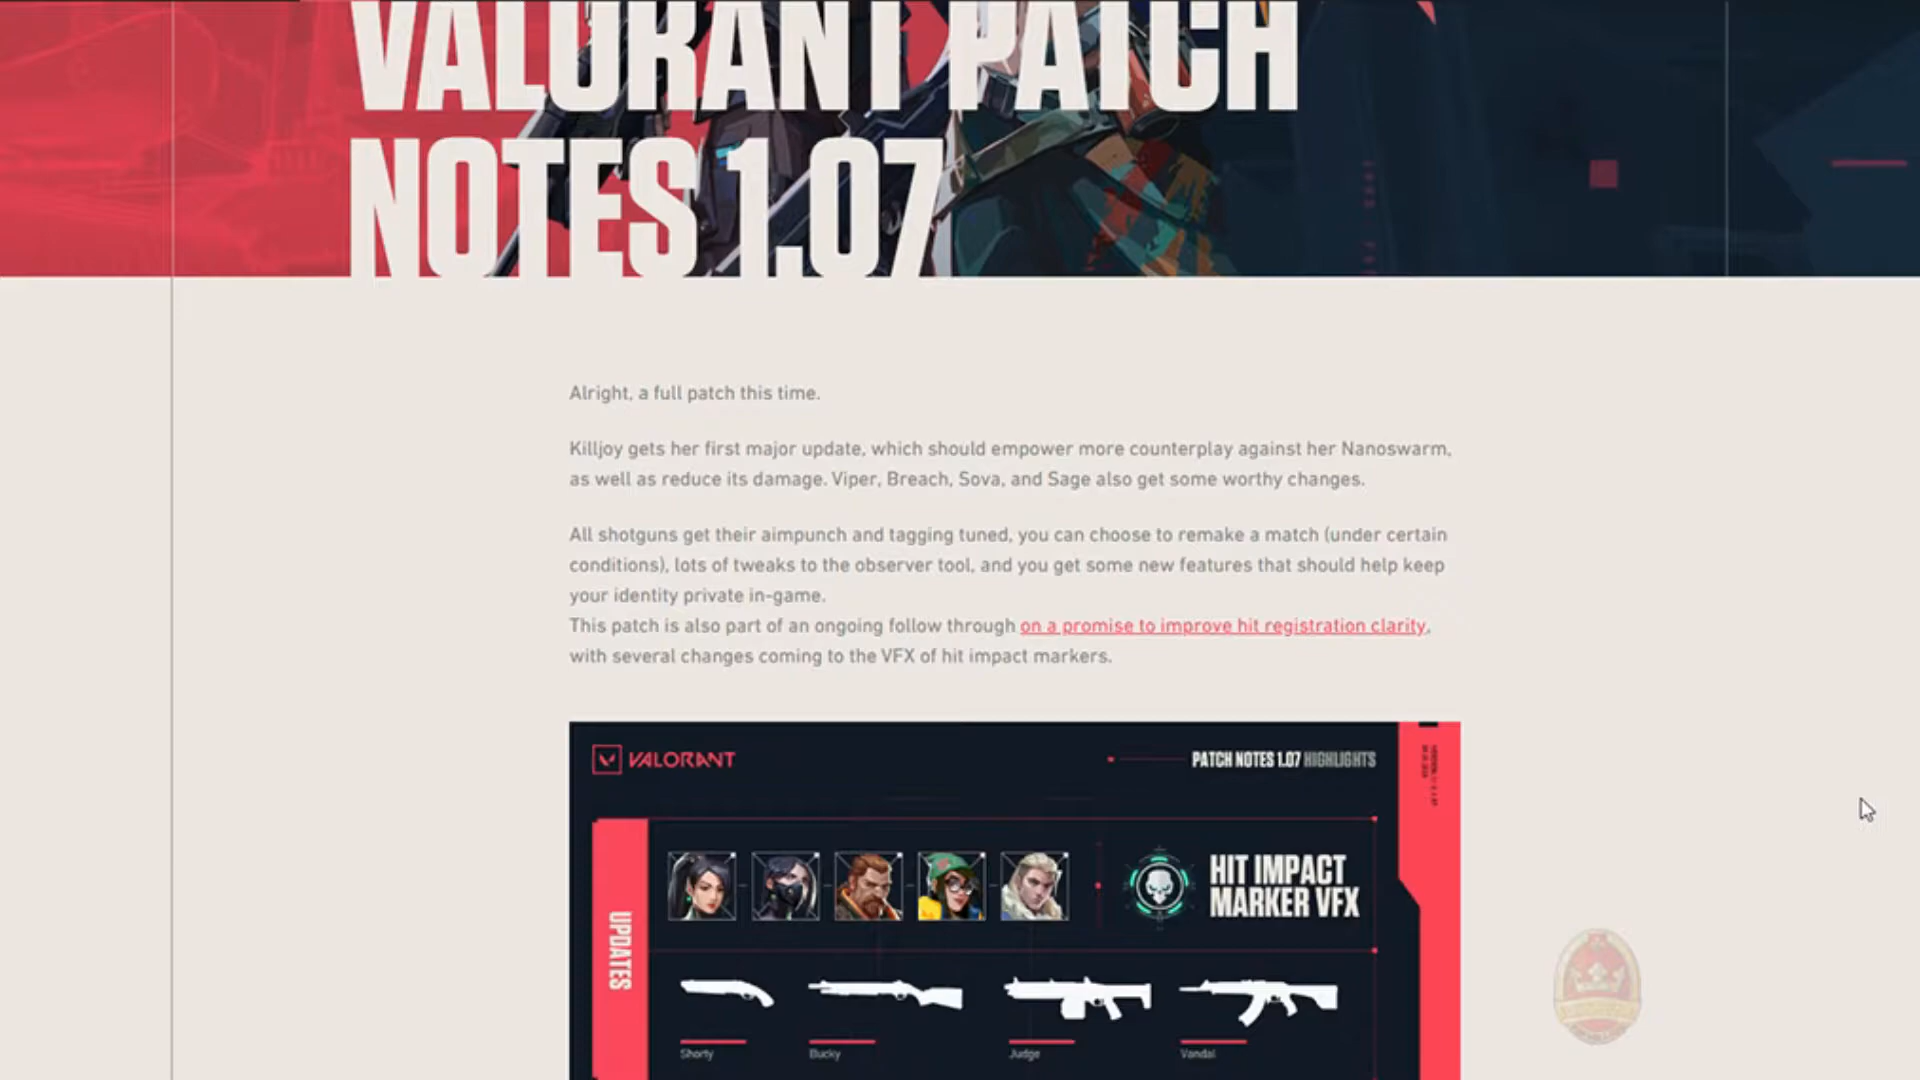 VALORANT PATCH
NOTES 1.07
Alright, a full patch this time.
Killjoy gets her first major update, which should empower more counterplay against her Nanoswarm,
as well as reduce its damage. Viper, Breach, Sova, and Sage also get some worthy changes.
All shotguns get their aimpunch and tagging tuned, you can choose to remake a match (under certain
conditions), lots of tweaks to the observer tool, and you get some new features that should help keep
your identity private in-game.
This patch is also part of an ongoing follow through on a promise to improve hit registration clarity,
with several changes coming to the VFX of hit impact markers.
VALORANT
PATCH NOTES 1.07 HIGHLIGHTS
UPDATES
HIT IMPACT
MARKER VFX
Shorty
Bucky
Judge
Vandal